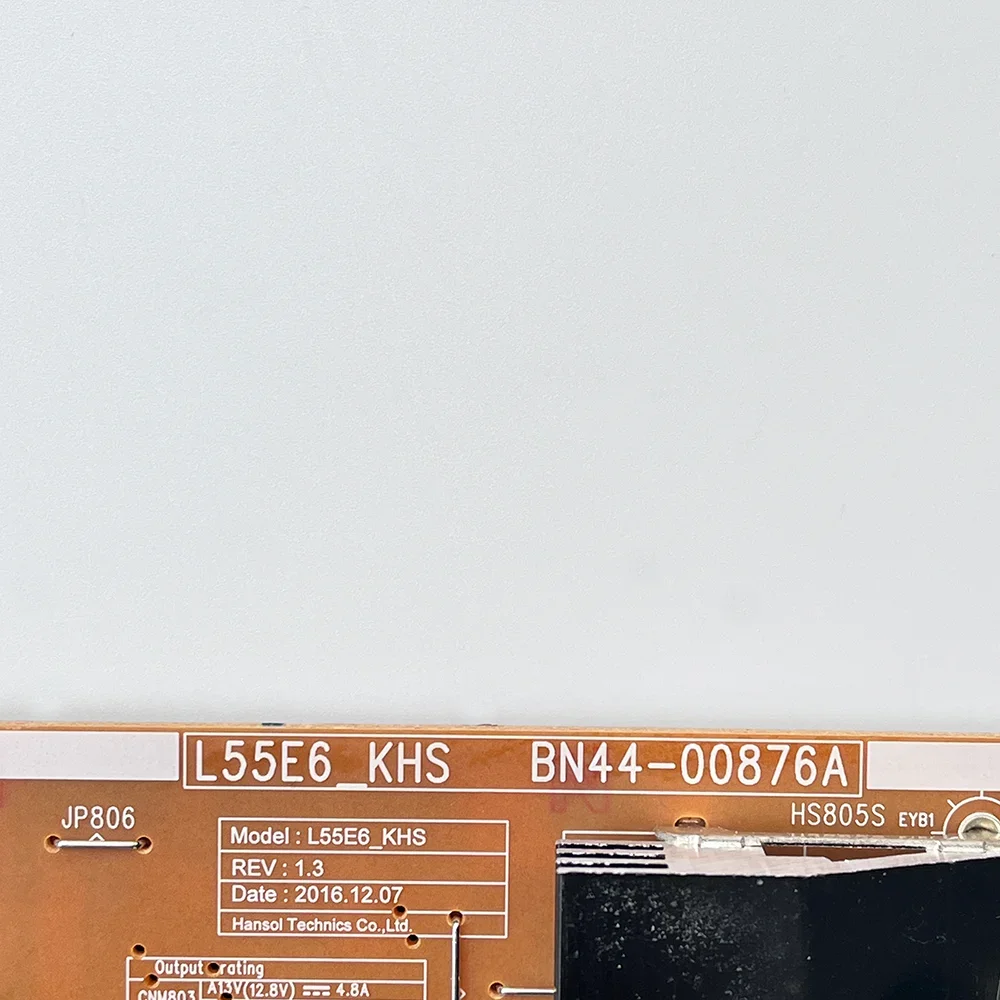 L55E6_KHS BN44-00876A
JP806
HS805S EYB1
Model : L55E6_KHS
REV : 1.3
Date : 2016.12.07
Hansol Technics Co.,Ltd.
Output rating
CNM803 A13V(12.8V) ⎓ 4.8A